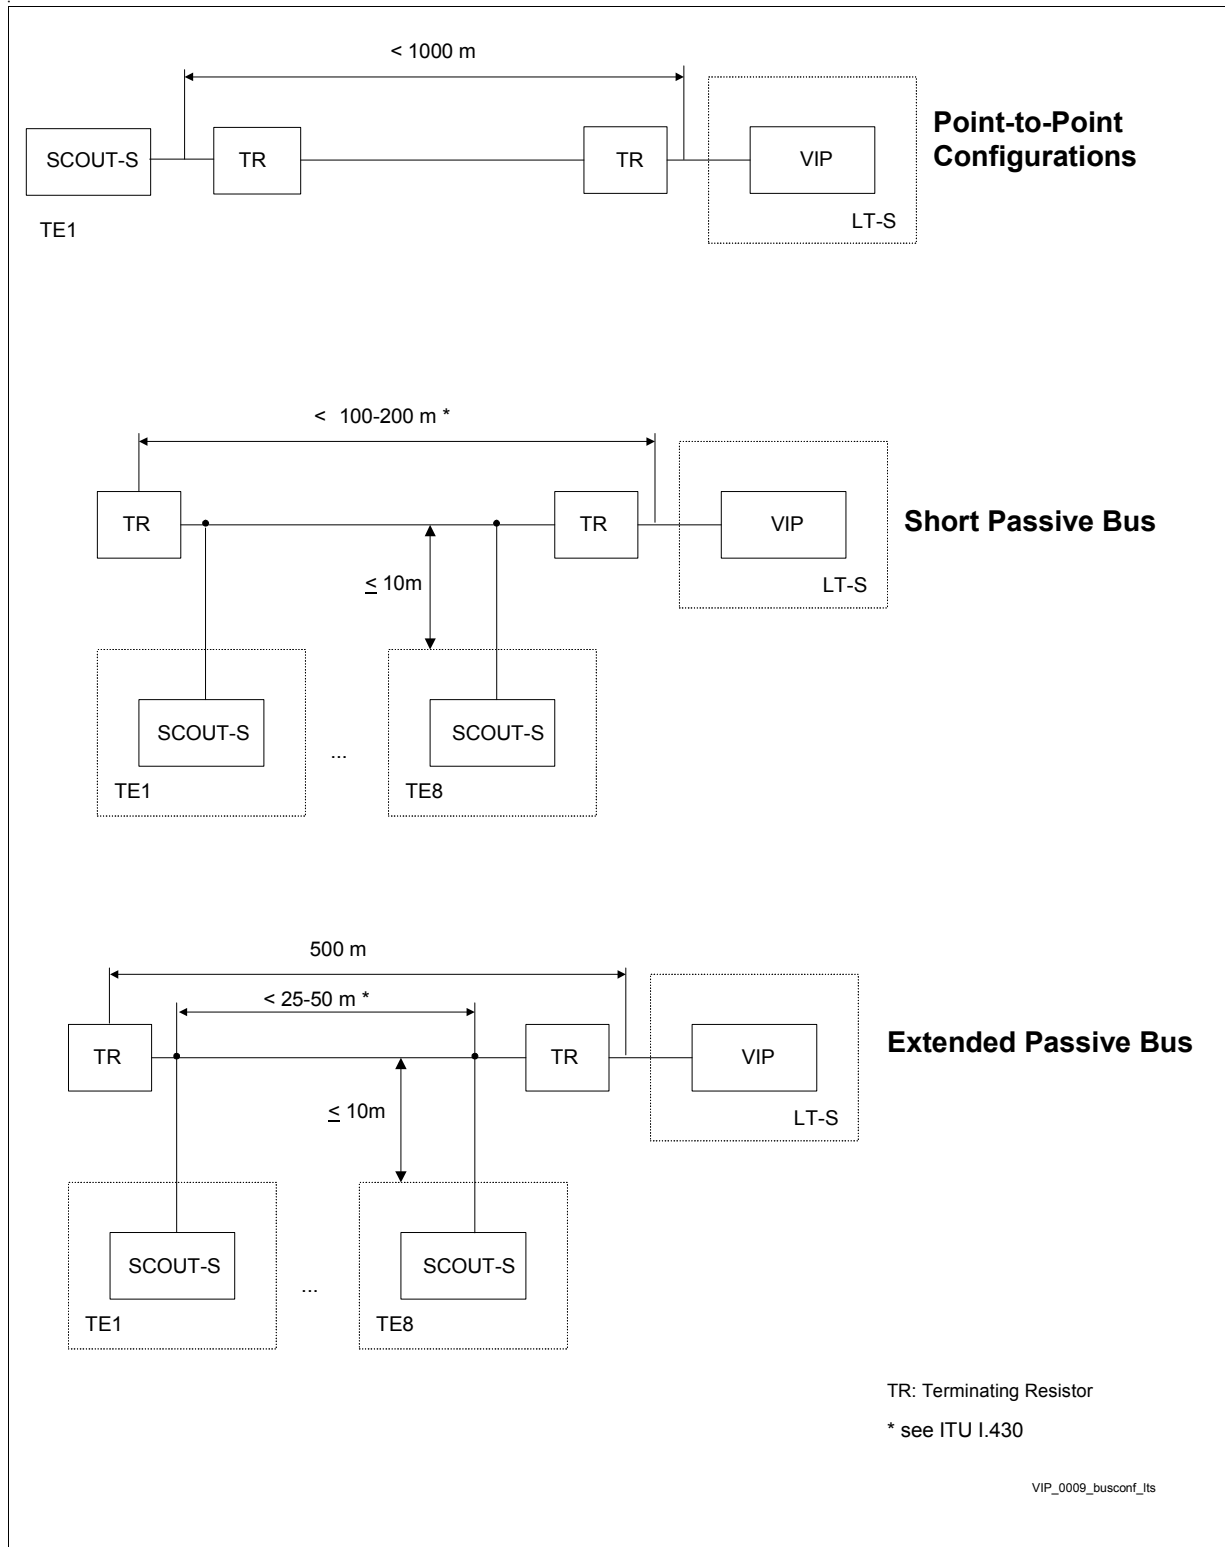 < 1000 m
Point-to-Point
Configurations
SCOUT-S
TR
TR
VIP
LT-S
TE1
< 100-200 m *
TR
TR
VIP
Short Passive Bus
≤ 10m
LT-S
SCOUT-S
SCOUT-S
...
TE1
TE8
500 m
< 25-50 m *
TR
TR
VIP
Extended Passive Bus
≤ 10m
LT-S
SCOUT-S
SCOUT-S
...
TE1
TE8
TR: Terminating Resistor
* see ITU I.430
VIP_0009_busconf_lts